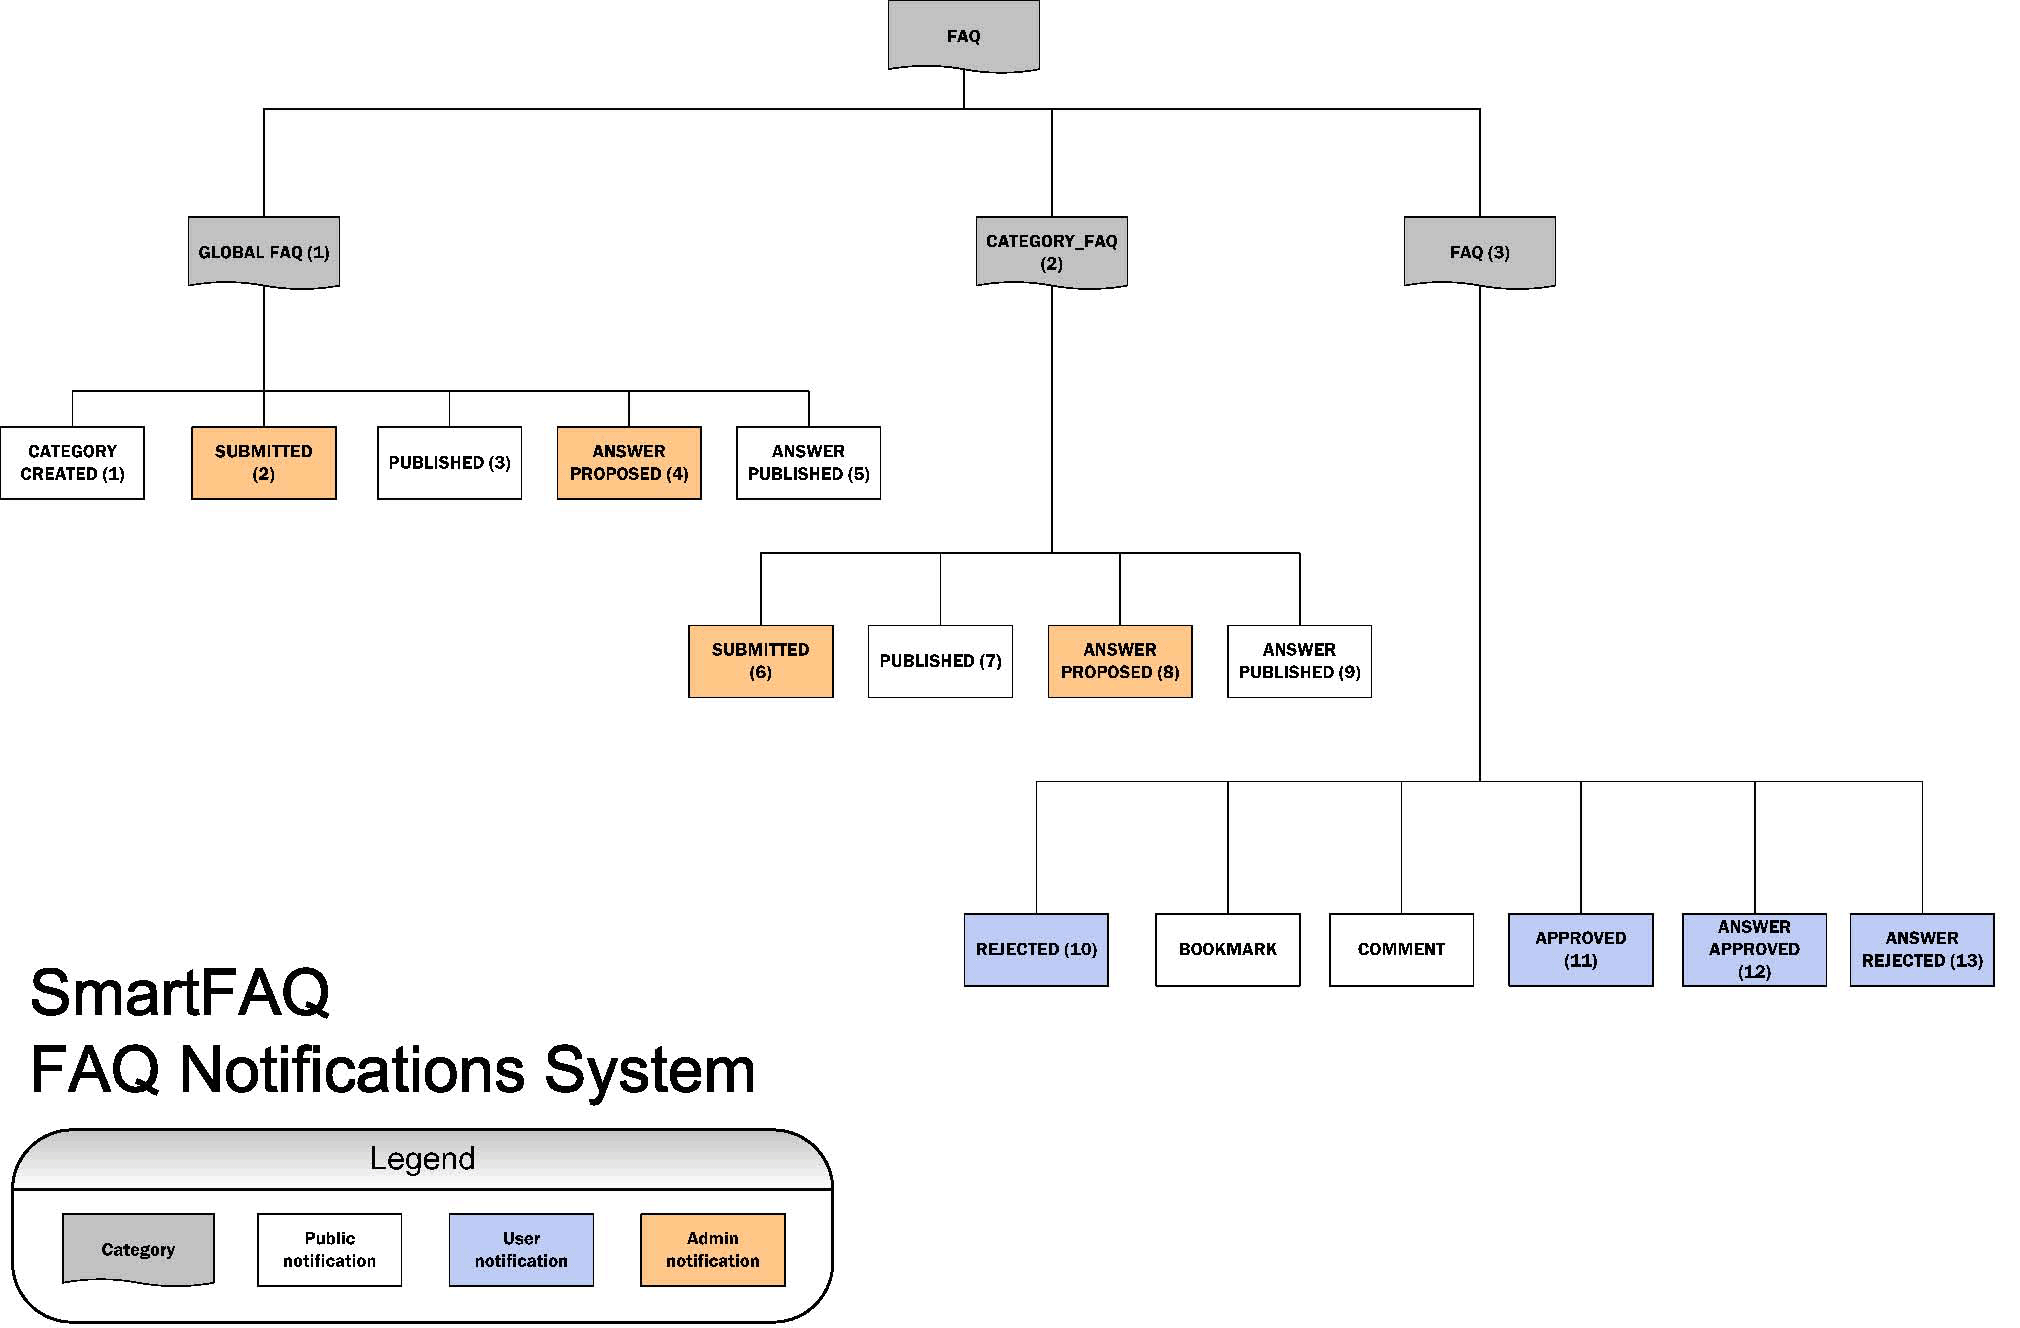 FAQ
GLOBAL FAQ (1)
CATEGORY_FAQ
(2)
FAQ (3)
CATEGORY
CREATED (1)
SUBMITTED
(2)
PUBLISHED (3)
ANSWER
PROPOSED (4)
ANSWER
PUBLISHED (5)
SUBMITTED
(6)
PUBLISHED (7)
ANSWER
PROPOSED (8)
ANSWER
PUBLISHED (9)
REJECTED (10)
BOOKMARK
COMMENT
APPROVED
(11)
ANSWER
APPROVED
(12)
ANSWER
REJECTED (13)
SmartFAQ
FAQ Notifications System
Legend
Category
Public
notification
User
notification
Admin
notification